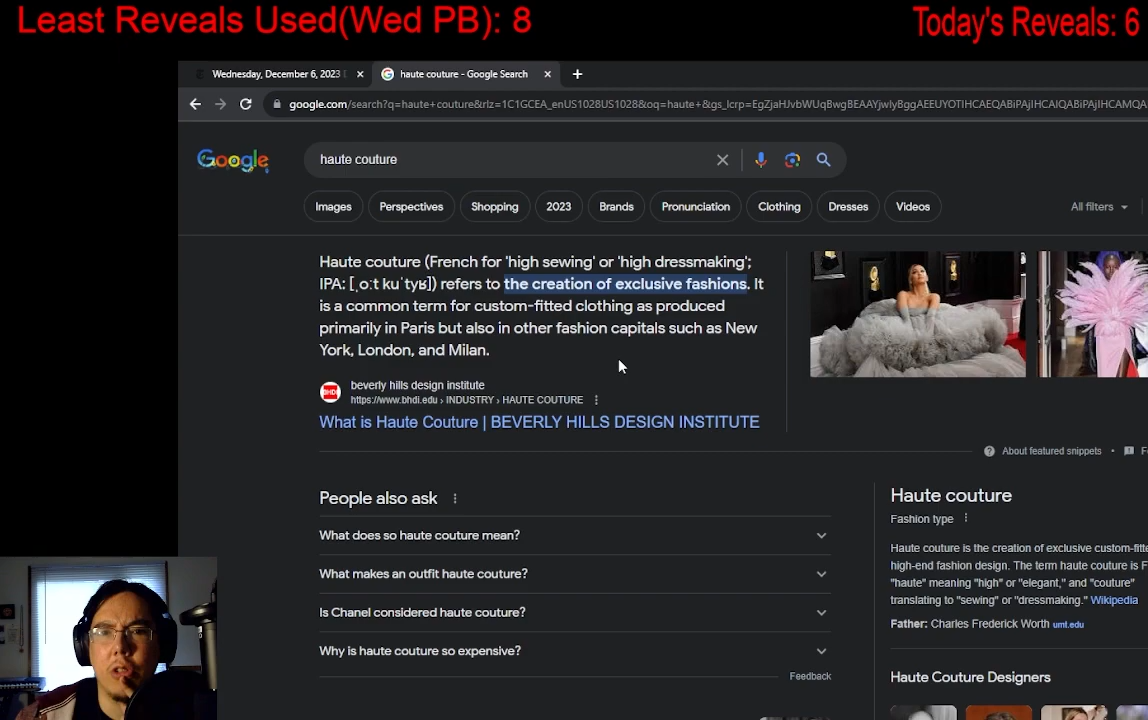 Least Reveals Used(Wed PB): 8
Today's Reveals: 6
Wednesday, December 6, 2023
haute couture - Google Search
google.com/search?q=haute+couture&rlz=1C1GCEA_enUS1028US1028&oq=haute+&gs_lcrp=
Google
haute couture
Images
Perspectives
Shopping
2023
Brands
Pronunciation
Clothing
Dresses
Videos
All filters
Haute couture (French for 'high sewing' or 'high dressmaking';
IPA: [ˌoːt kuˈtyʁ]) refers to the creation of exclusive fashions. It
is a common term for custom-fitted clothing as produced
primarily in Paris but also in other fashion capitals such as New
York, London, and Milan.
BHDI
beverly hills design institute
https://www.bhdi.edu › INDUSTRY › HAUTE COUTURE
What is Haute Couture | BEVERLY HILLS DESIGN INSTITUTE
About featured snippets
People also ask
What does so haute couture mean?
What makes an outfit haute couture?
Is Chanel considered haute couture?
Why is haute couture so expensive?
Feedback
Haute couture
Fashion type
Haute couture is the creation of exclusive custom-fitte
high-end fashion design. The term haute couture is F
"haute" meaning "high" or "elegant," and "couture"
translating to "sewing" or "dressmaking." Wikipedia
Father: Charles Frederick Worth umt.edu
Haute Couture Designers